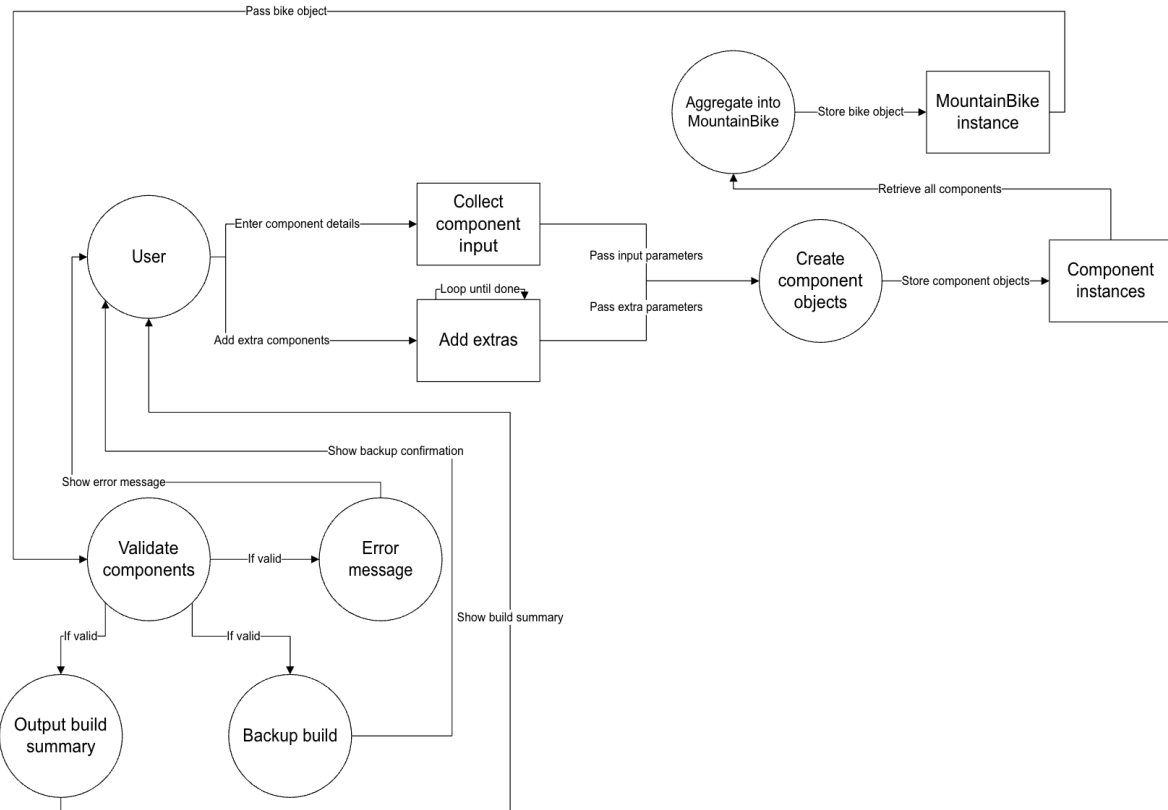 Pass bike object
Aggregate into
MountainBike
Store bike object
MountainBike
instance
Retrieve all components
User
Enter component details
Collect
component
input
Pass input parameters
Create
component
objects
Store component objects
Component
instances
Loop until done
Pass extra parameters
Add extra components
Add extras
Show backup confirmation
Show error message
Validate
components
If valid
Error
message
Show build summary
If valid
If valid
Output build
summary
Backup build